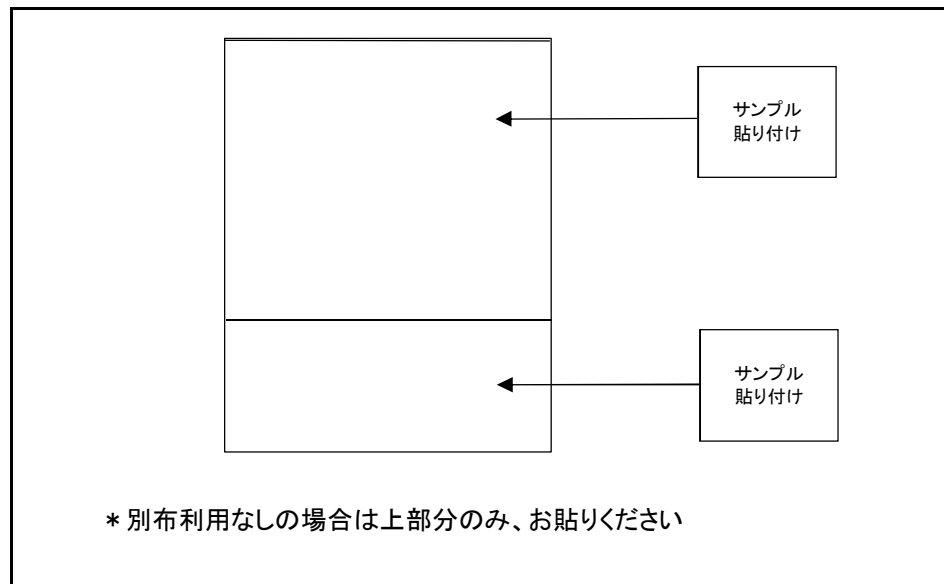 サンプル
貼り付け
サンプル
貼り付け
* 別布利用なしの場合は上部分のみ、お貼りください